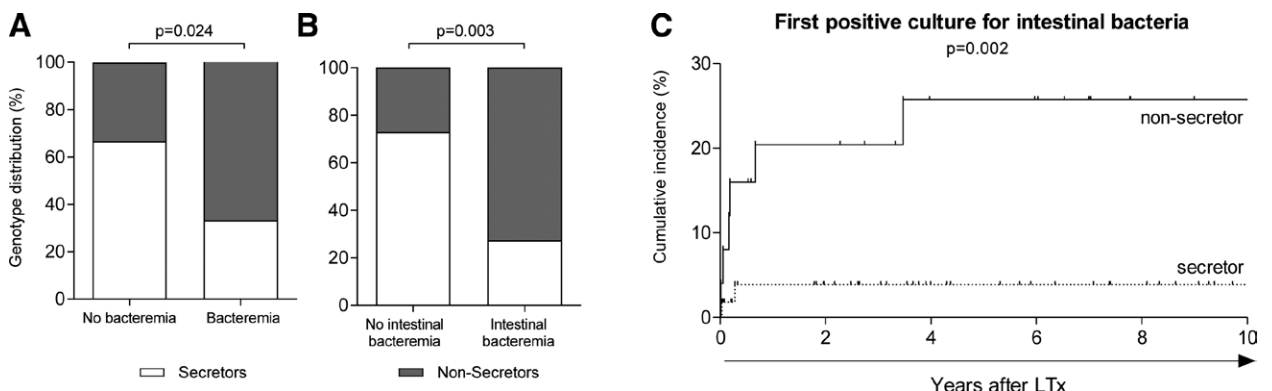 A
p=0.024
Genotype distribution (%)
100
80
60
40
20
0
No bacteremia
Bacteremia
B
p=0.003
100
80
60
40
20
0
No intestinal
bacteremia
Intestinal
bacteremia
Secretors
Non-Secretors
C
First positive culture for intestinal bacteria
p=0.002
Cumulative incidence (%)
30
20
10
0
non-secretor
secretor
0
2
4
6
8
10
Years after LTx